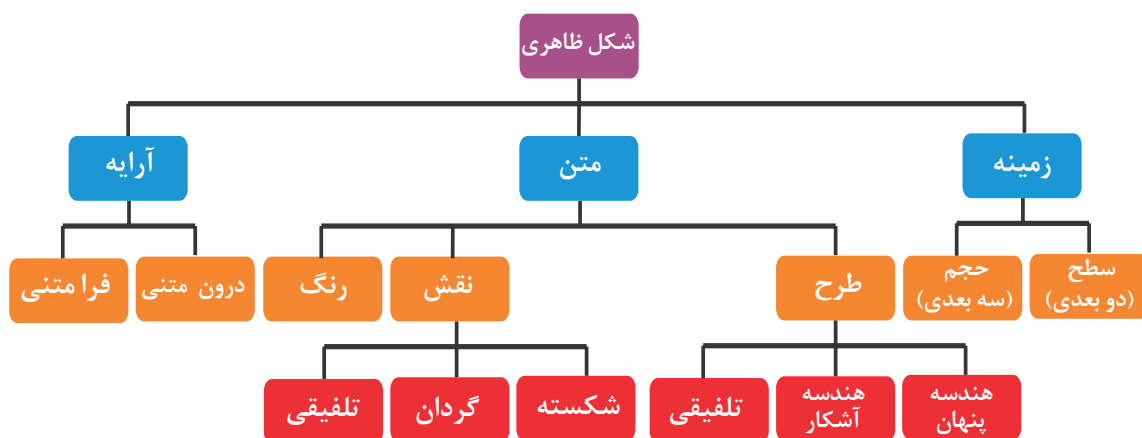 شکل ظاهری
زمینه
متن
آرایه
سطح
(دو بعدی)
حجم
(سه بعدی)
طرح
نقش
رنگ
درون متنی
فرا متنی
هندسه
پنهان
هندسه
آشکار
تلفیقی
شکسته
گردان
تلفیقی